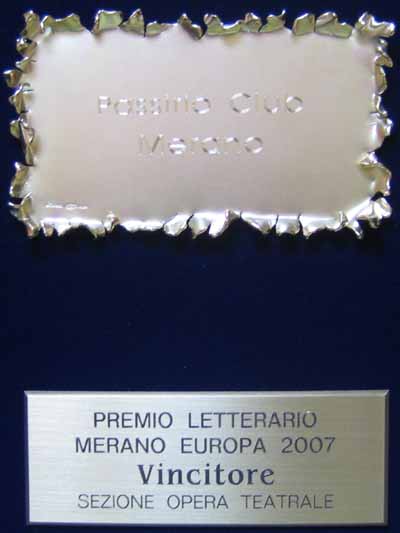 Passirio Club
Merano
PREMIO LETTERARIO
MERANO EUROPA 2007
Vincitore
SEZIONE OPERA TEATRALE